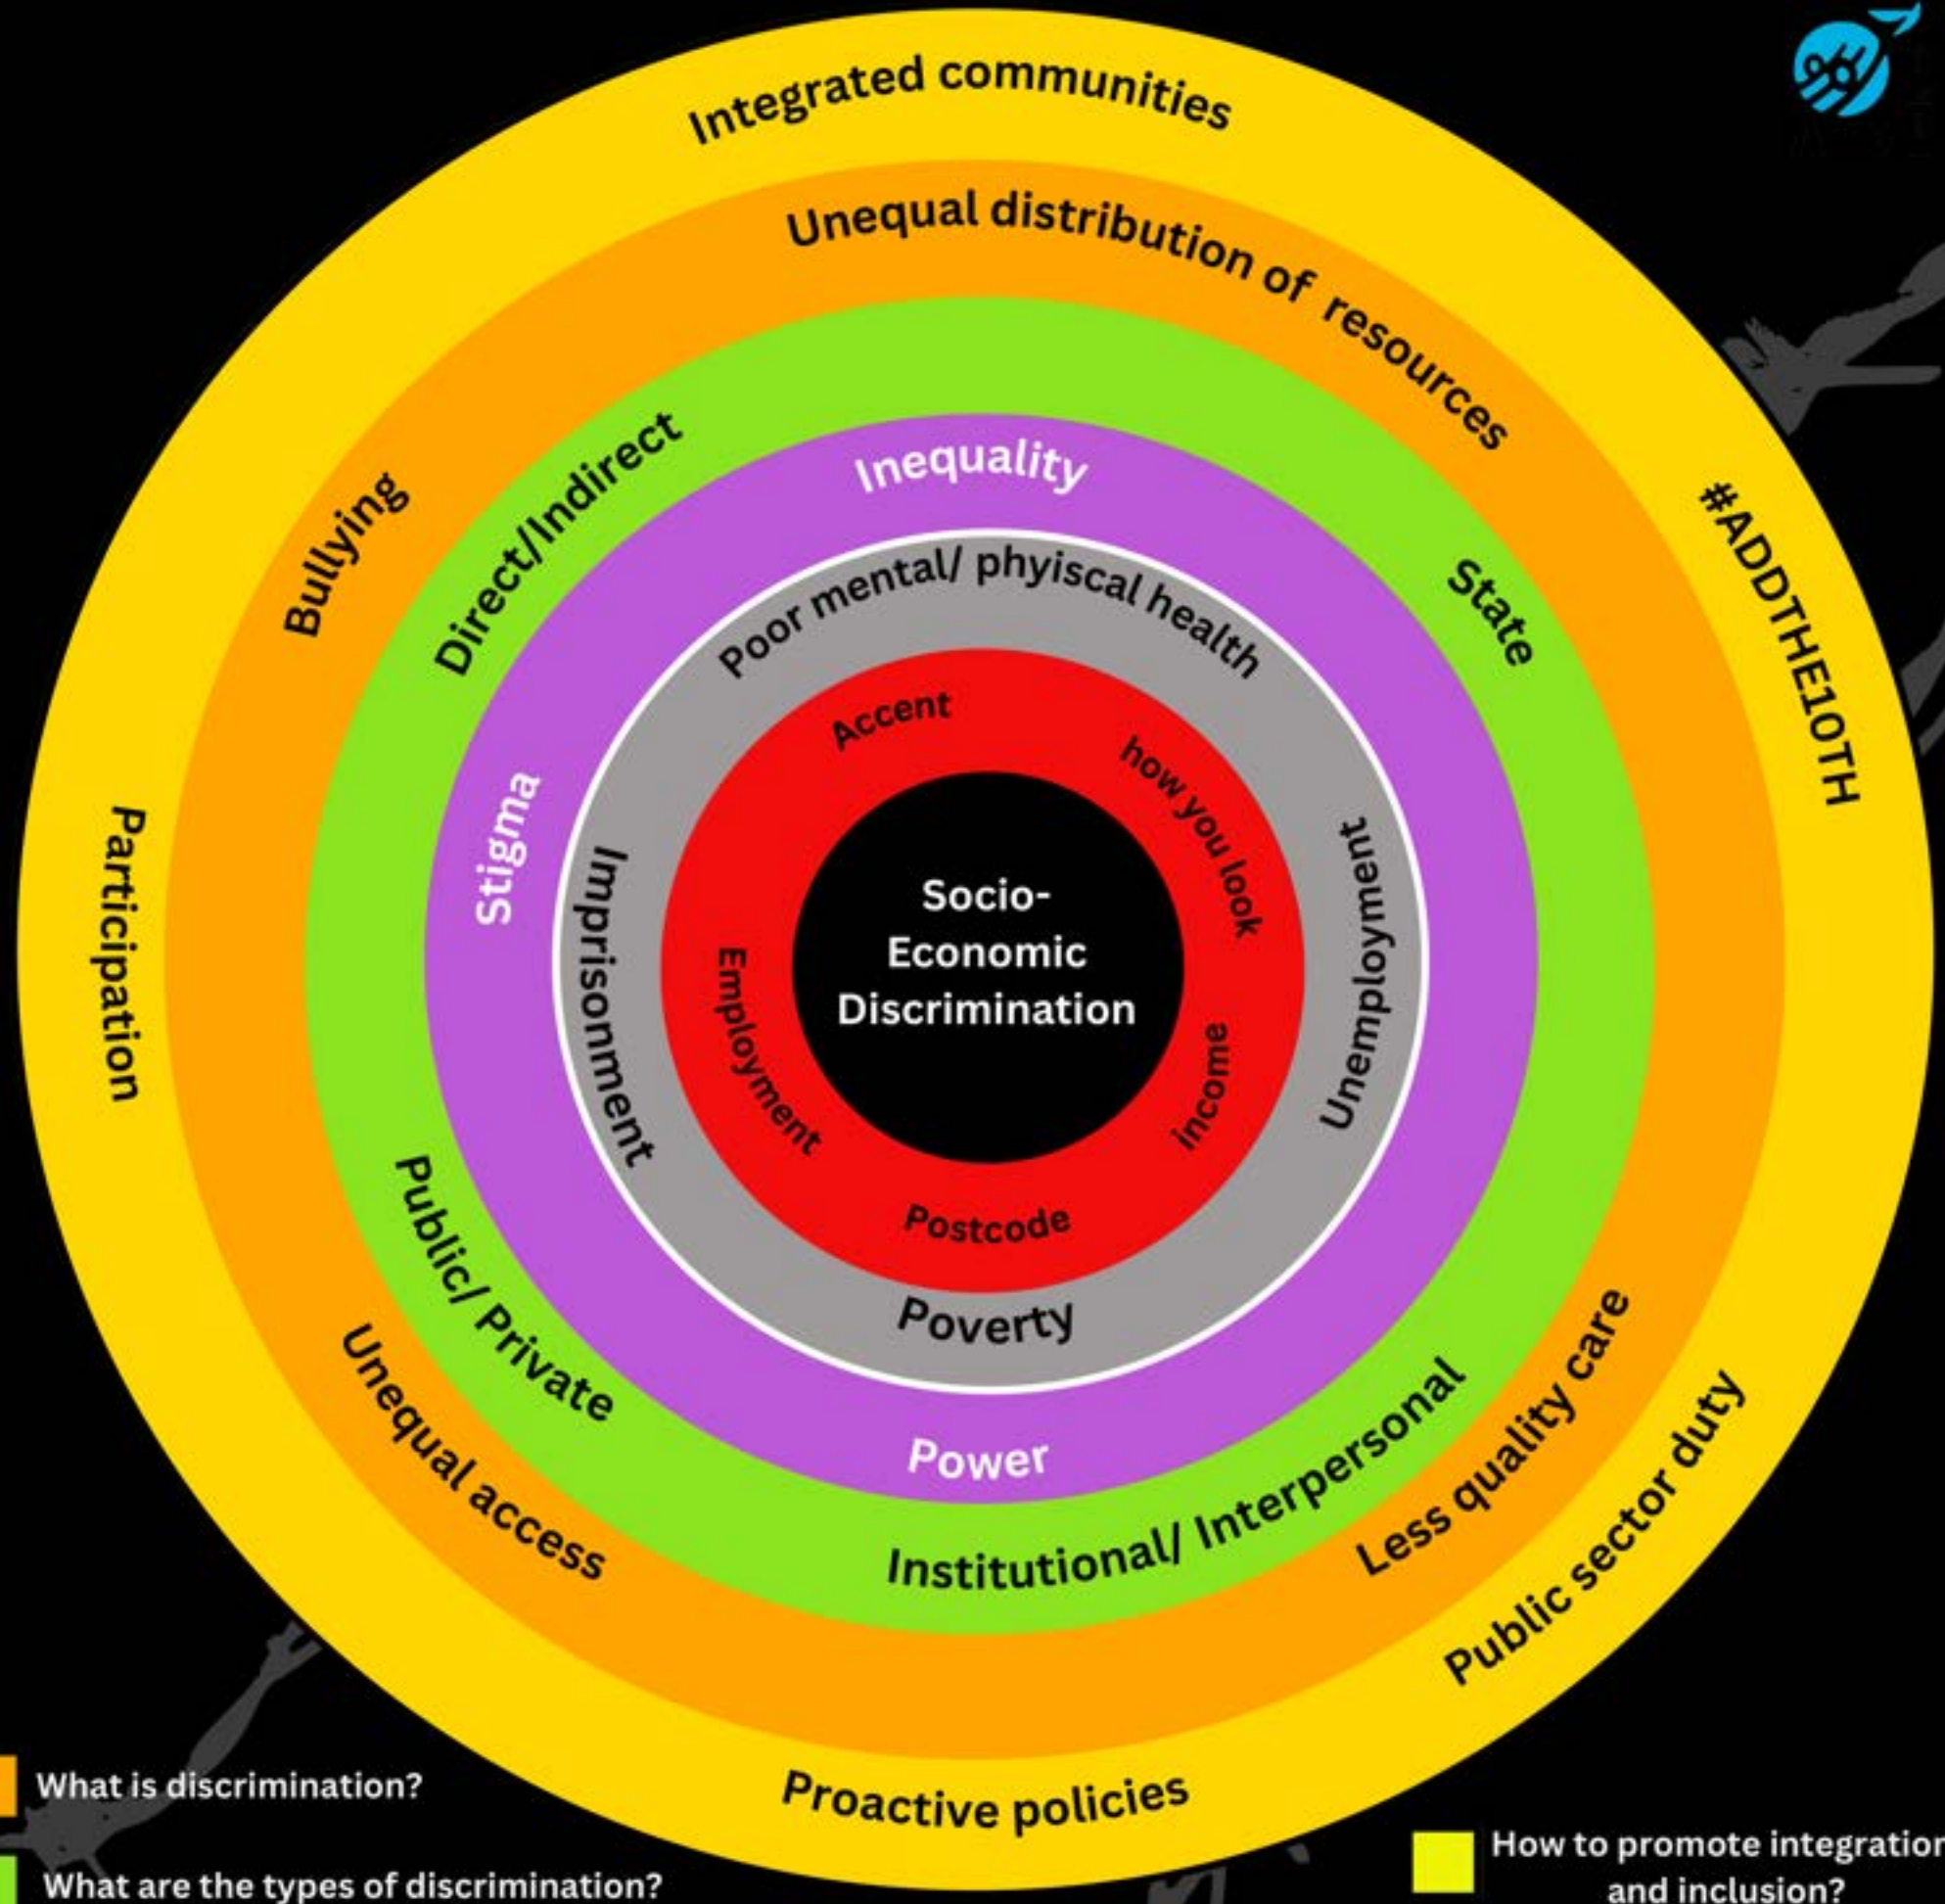 Integrated communities
Unequal distribution of resources
#ADDTHE10TH
Bullying
Direct/Indirect
Inequality
State
Poor mental/ phyiscal health
Accent
how you look
Stigma
Unemployment
Participation
Imprisonment
Socio-
Economic
Discrimination
Employment
income
Postcode
Poverty
Public/ Private
Power
Unequal access
Institutional/ Interpersonal
Less quality care
Public sector duty
Proactive policies
What is discrimination?
What are the types of discrimination?
How to promote integration
and inclusion?